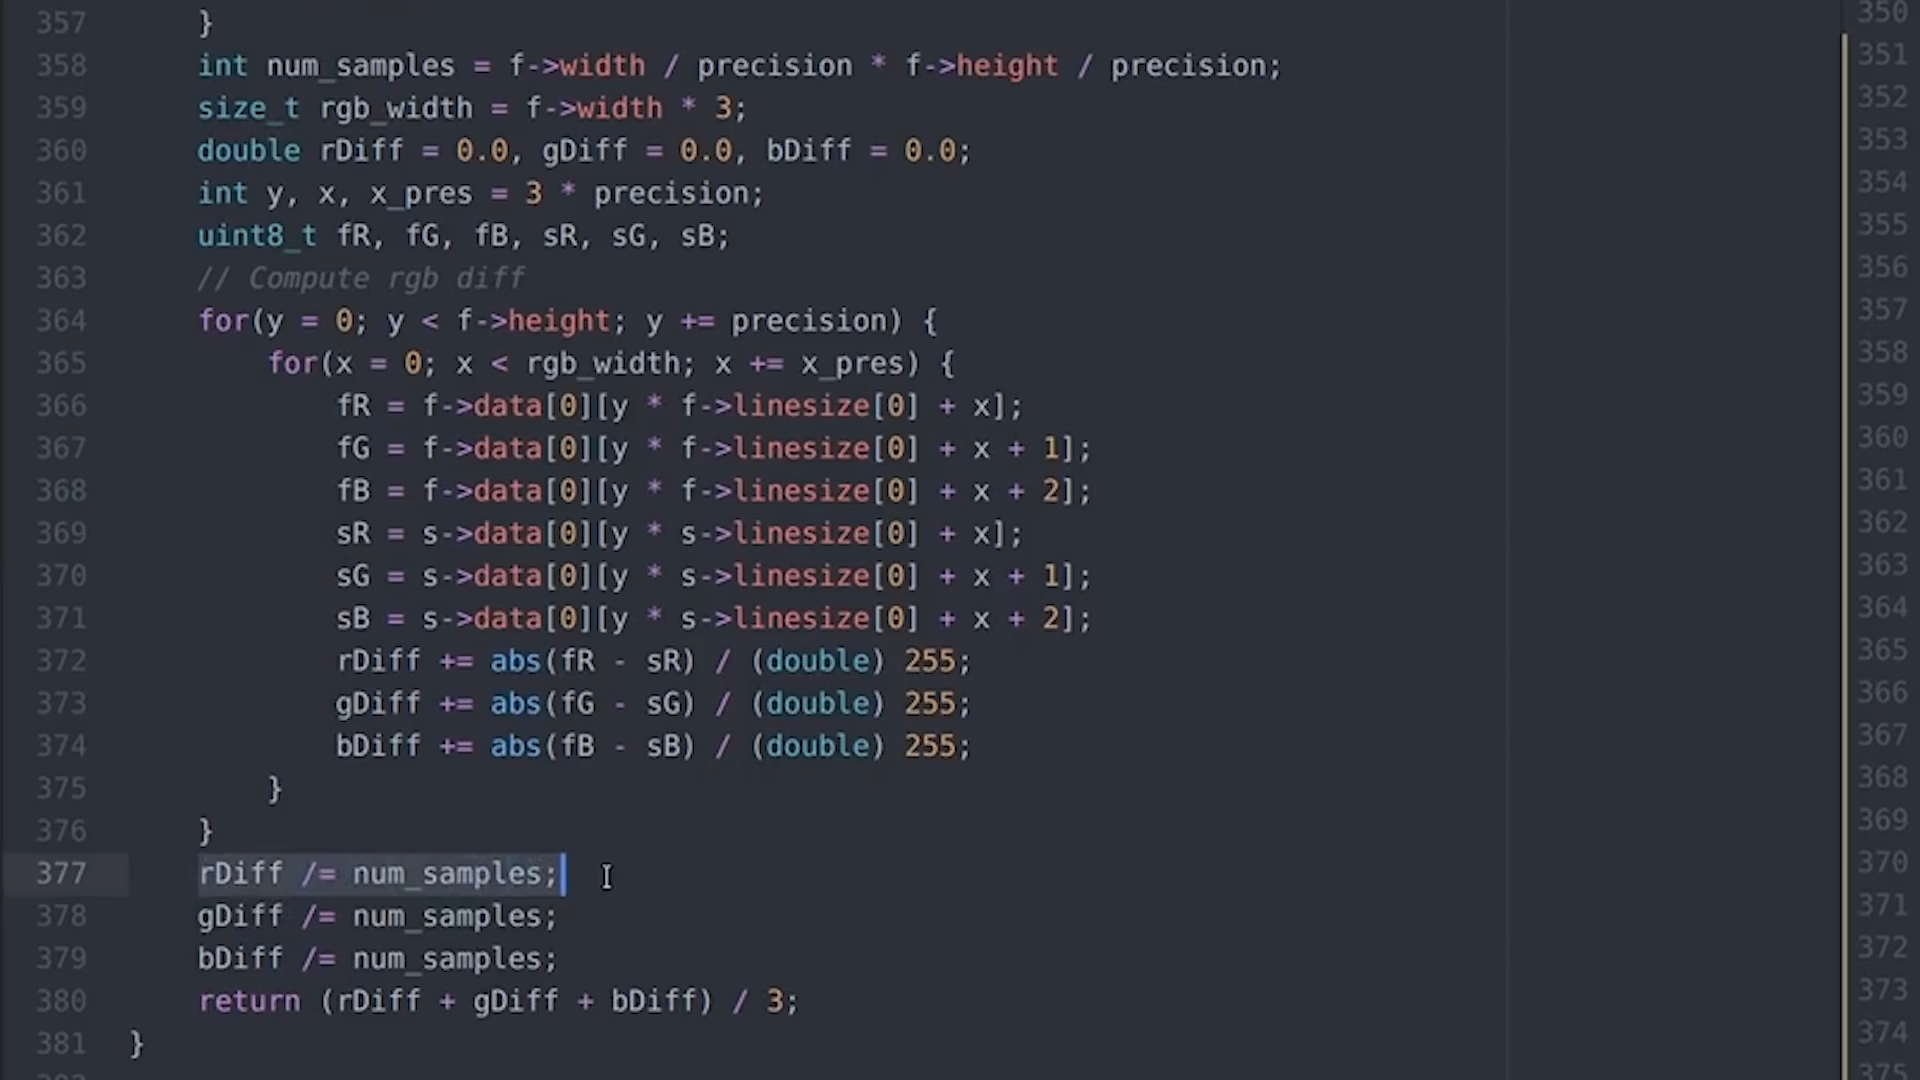 357 }
358 int num_samples = f->width / precision * f->height / precision;
359 size_t rgb_width = f->width * 3;
360 double rDiff = 0.0, gDiff = 0.0, bDiff = 0.0;
361 int y, x, x_pres = 3 * precision;
362 uint8_t fR, fG, fB, sR, sG, sB;
363 // Compute rgb diff
364 for(y = 0; y < f->height; y += precision) {
365 for(x = 0; x < rgb_width; x += x_pres) {
366 fR = f->data[0][y * f->linesize[0] + x];
367 fG = f->data[0][y * f->linesize[0] + x + 1];
368 fB = f->data[0][y * f->linesize[0] + x + 2];
369 sR = s->data[0][y * s->linesize[0] + x];
370 sG = s->data[0][y * s->linesize[0] + x + 1];
371 sB = s->data[0][y * s->linesize[0] + x + 2];
372 rDiff += abs(fR - sR) / (double) 255;
373 gDiff += abs(fG - sG) / (double) 255;
374 bDiff += abs(fB - sB) / (double) 255;
375 }
376 }
377 rDiff /= num_samples;
378 gDiff /= num_samples;
379 bDiff /= num_samples;
380 return (rDiff + gDiff + bDiff) / 3;
381 }
350
351
352
353
354
355
356
357
358
359
360
361
362
363
364
365
366
367
368
369
370
371
372
373
374
375